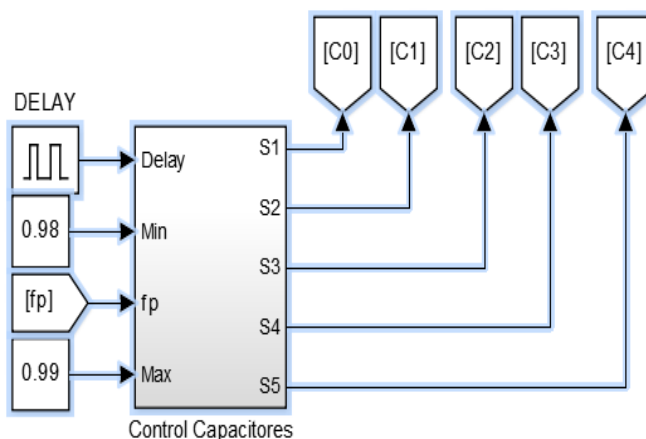 [C0]
[C1]
[C2]
[C3]
[C4]
DELAY
Delay
S1
0.98
Min
S2
[fp]
fp
S3
S4
0.99
Max
S5
Control Capacitores